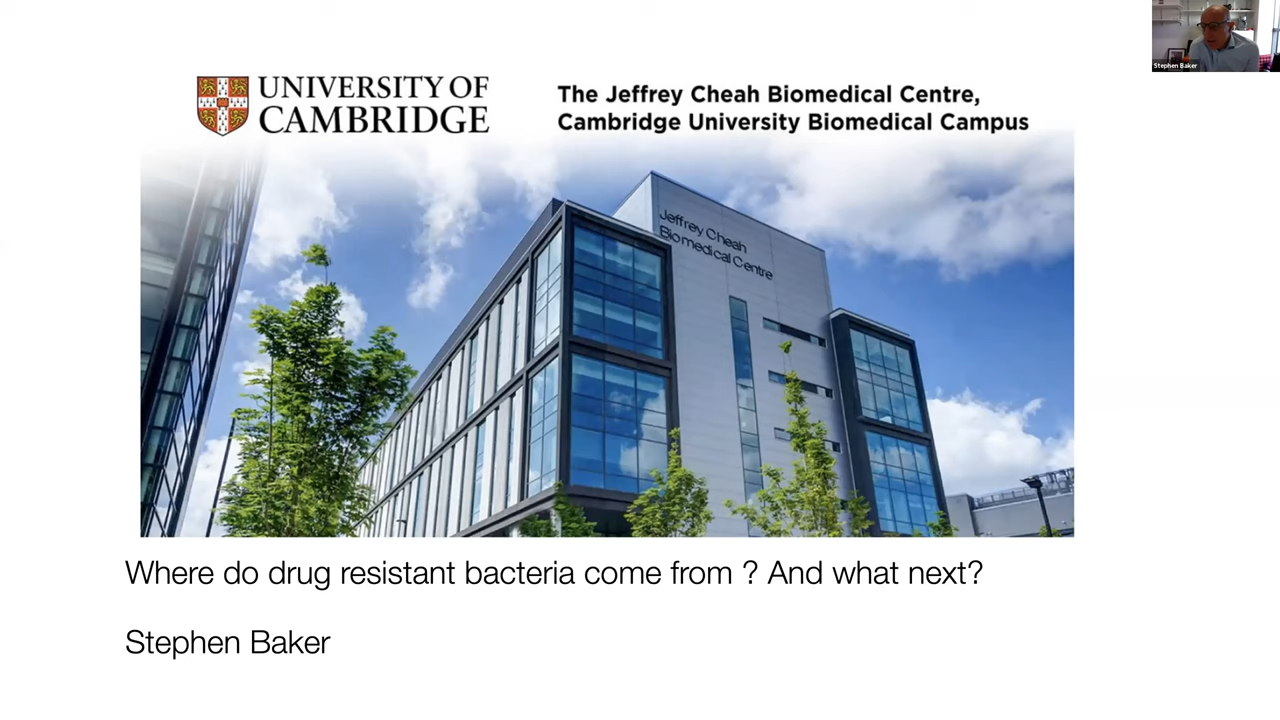 UNIVERSITY OF
CAMBRIDGE
The Jeffrey Cheah Biomedical Centre,
Cambridge University Biomedical Campus
Stephen Baker
Jeffrey Cheah
Biomedical Centre
Where do drug resistant bacteria come from ? And what next?
Stephen Baker